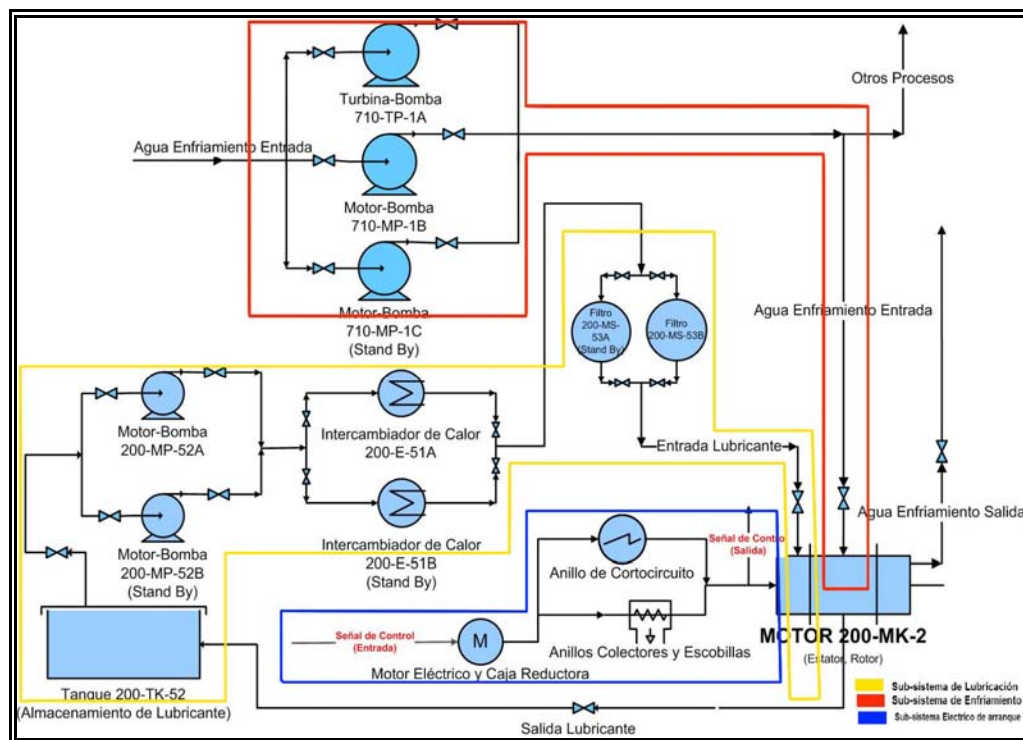 Otros Procesos
Turbina-Bomba
710-TP-1A
Agua Enfriamiento Entrada
Motor-Bomba
710-MP-1B
Motor-Bomba
710-MP-1C
(Stand By)
Filtro
200-MS-
53A
(Stand By)
Filtro
200-MS-53B
Agua Enfriamiento Entrada
Motor-Bomba
200-MP-52A
Intercambiador de Calor
200-E-51A
Entrada Lubricante
Agua Enfriamiento Salida
Motor-Bomba
200-MP-52B
(Stand By)
Intercambiador de Calor
200-E-51B
(Stand By)
Señal de Contro
(Salida)
Anillo de Cortocircuito
Señal de Control
(Entrada)
M
Anillos Colectores y Escobillas
Motor Eléctrico y Caja Reductora
MOTOR 200-MK-2
(Estator, Rotor)
Tanque 200-TK-52
(Almacenamiento de Lubricante)
Salida Lubricante
Sub-sistema de Lubricación
Sub-sistema de Enfriamiento
Sub-sistema Electrico de arranque